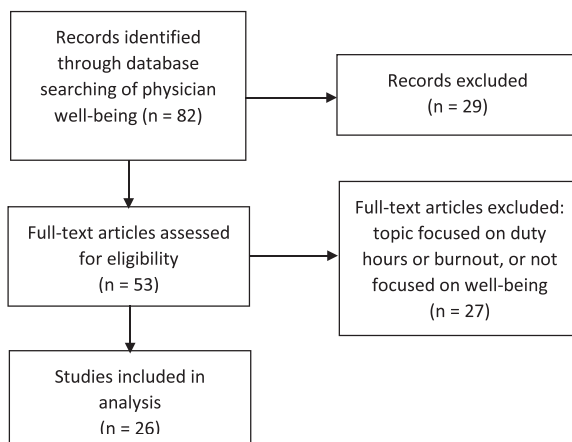 Records identified
through database
searching of physician
well-being (n = 82)
Records excluded
(n = 29)
Full-text articles assessed
for eligibility
(n = 53)
Full-text articles excluded:
topic focused on duty
hours or burnout, or not
focused on well-being
(n = 27)
Studies included in
analysis
(n = 26)